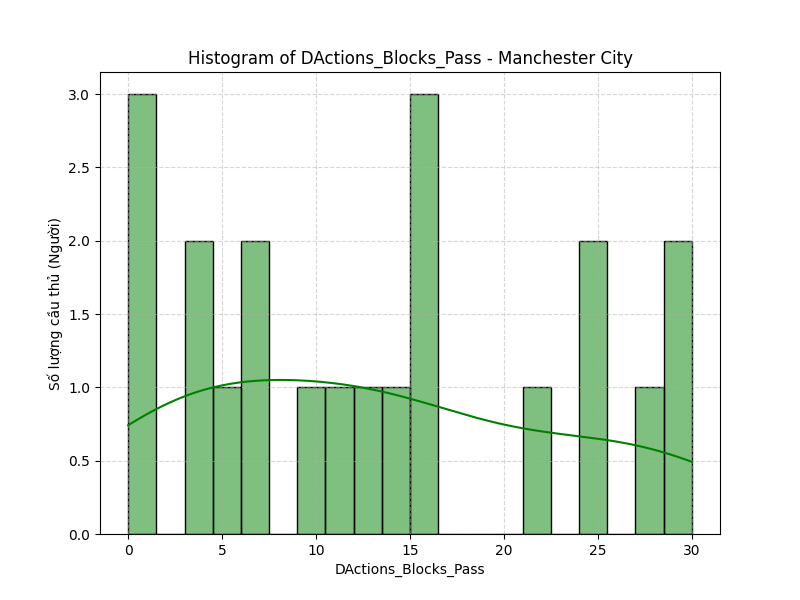 Histogram of DActions_Blocks_Pass - Manchester City
3.0
2.5
2.0
1.5
1.0
0.5
0.0
Số lượng cầu thủ (Người)
0 5 10 15 20 25 30
DActions_Blocks_Pass